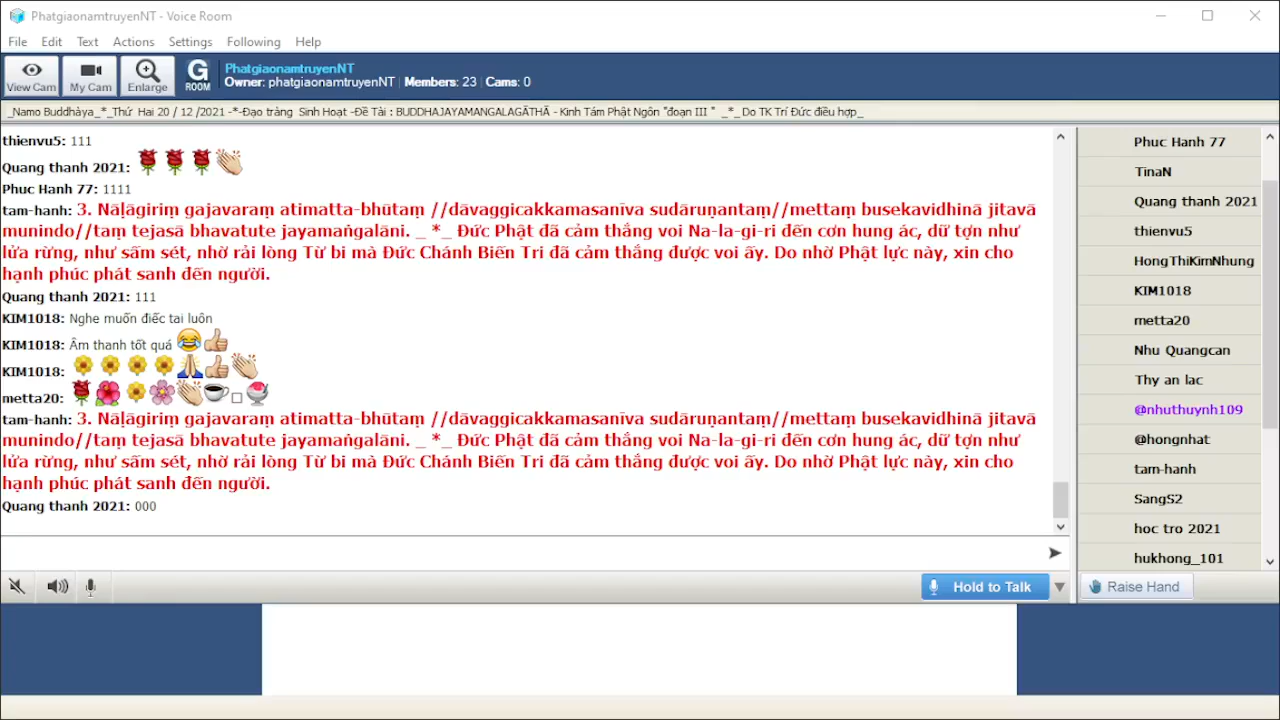 PhatgiaonamtruyenNT - Voice Room
File Edit Text Actions Settings Following Help
View Cam My Cam Enlarge G ROOM
PhatgiaonamtruyenNT
Owner: phatgiaonamtruyenNT | Members: 23 | Cams: 0
_Namo Buddhàya_*_Thứ Hai 20 / 12 /2021 -*-Đạo tràng Sinh Hoạt -Đề Tài : BUDDHAJAYAMANGALAGĀTHĀ - Kinh Tám Phật Ngôn "đoạn III " _*_ Do TK Trí Đức điều hợp_
thienvu5: 111
Quang thanh 2021: 🌹🌹🌹👏
Phuc Hanh 77: 1111
tam-hanh: 3. Nāḷāgiriṃ gajavaraṃ atimatta-bhūtaṃ //dāvaggicakkamasanīva sudāruṇantaṃ//mettaṃ busekavidhinā jitavā
munindo//taṃ tejasā bhavatute jayamaṅgalāni. _ *_ Đức Phật đã cảm thắng voi Na-la-gi-ri đến cơn hung ác, dữ tợn như
lửa rừng, như sấm sét, nhờ rải lòng Từ bi mà Đức Chánh Biến Tri đã cảm thắng được voi ấy. Do nhờ Phật lực này, xin cho
hạnh phúc phát sanh đến người.
Quang thanh 2021: 111
KIM1018: Nghe muốn điếc tai luôn
KIM1018: Âm thanh tốt quá 😂👍
KIM1018: 🌼🌼🌼🌼🙏👍👏
metta20: 🌹🌺🌼🌸👏☕□🍧
tam-hanh: 3. Nāḷāgiriṃ gajavaraṃ atimatta-bhūtaṃ //dāvaggicakkamasanīva sudāruṇantaṃ//mettaṃ busekavidhinā jitavā
munindo//taṃ tejasā bhavatute jayamaṅgalāni. _ *_ Đức Phật đã cảm thắng voi Na-la-gi-ri đến cơn hung ác, dữ tợn như
lửa rừng, như sấm sét, nhờ rải lòng Từ bi mà Đức Chánh Biến Tri đã cảm thắng được voi ấy. Do nhờ Phật lực này, xin cho
hạnh phúc phát sanh đến người.
Quang thanh 2021: 000
Phuc Hanh 77
TinaN
Quang thanh 2021
thienvu5
HongThiKimNhung
KIM1018
metta20
Nhu Quangcan
Thy an lac
@nhuthuynh109
@hongnhat
tam-hanh
SangS2
hoc tro 2021
hukhong_101
Hold to Talk
Raise Hand